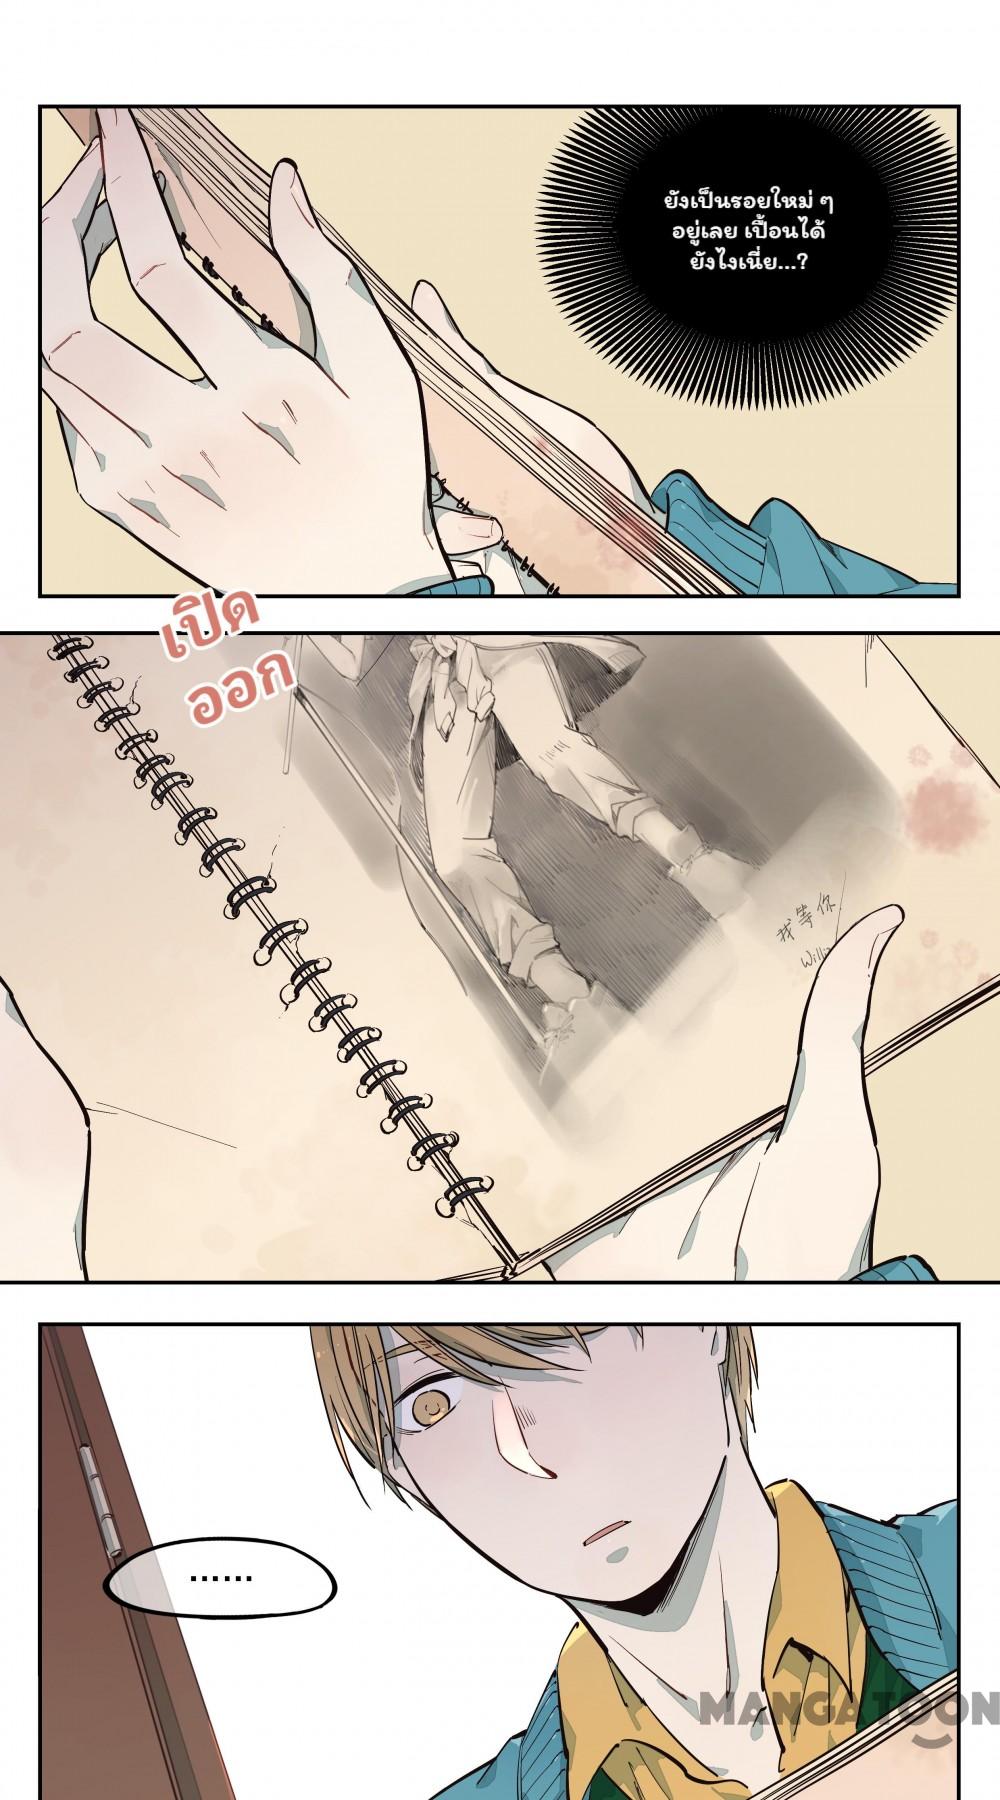 ยังเป็นรอยใหม่ ๆ
อยู่เลย เปื้อนได้
ยังไงเนี่ย...?
เปิด
ออก
我等你
......
MANGATOON